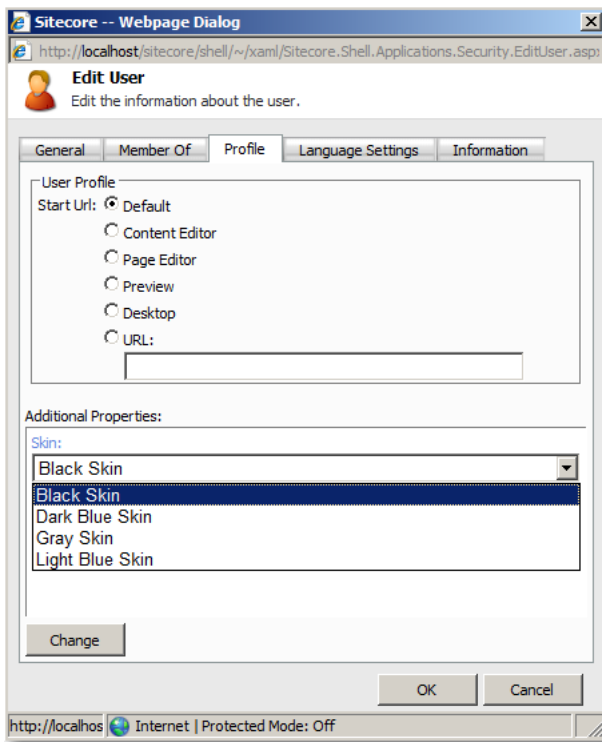 Sitecore -- Webpage Dialog
http://localhost/sitecore/shell/~/xaml/Sitecore.Shell.Applications.Security.EditUser.asp
Edit User
Edit the information about the user.
General Member Of Profile Language Settings Information
User Profile
Start Url: Default
Content Editor
Page Editor
Preview
Desktop
URL:
Additional Properties:
Skin:
Black Skin
Black Skin
Dark Blue Skin
Gray Skin
Light Blue Skin
Change
OK Cancel
http://localhos Internet | Protected Mode: Off